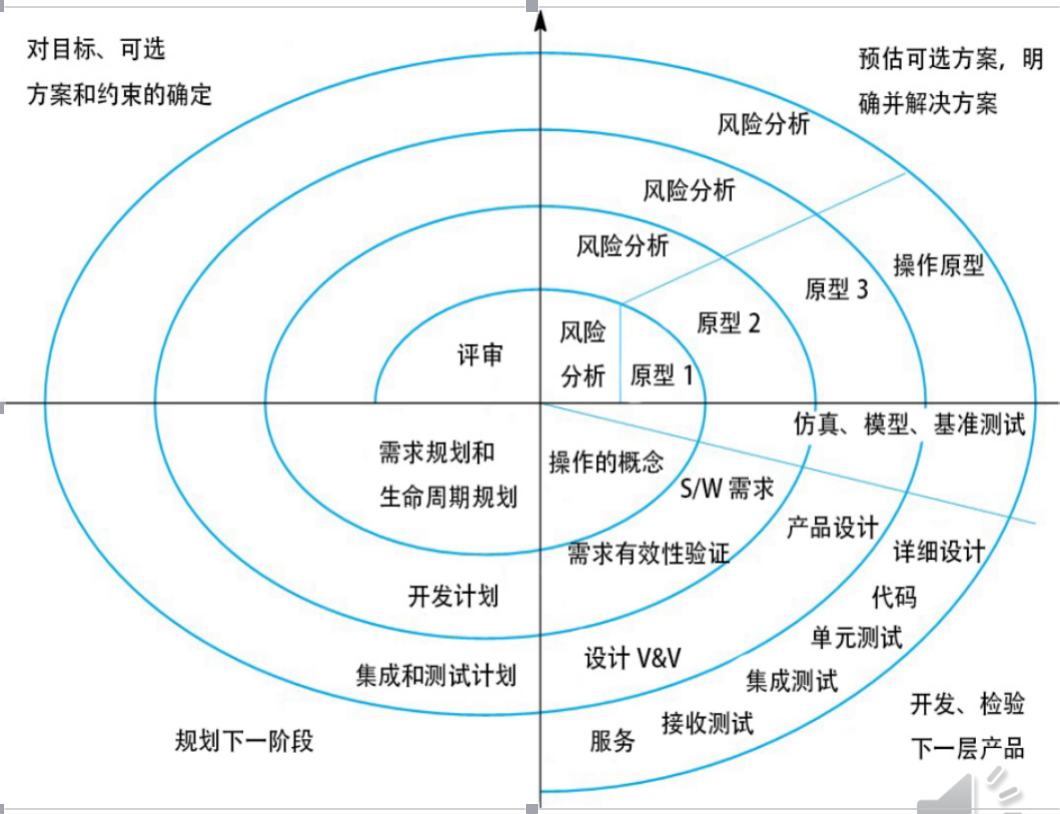 对目标、可选
方案和约束的确定
预估可选方案，明
确并解决方案
风险分析
风险分析
风险分析
操作原型
原型 3
原型 2
风险
分析
原型 1
评审
仿真、模型、基准测试
需求规划和
生命周期规划
操作的概念
S/W 需求
产品设计
需求有效性验证
详细设计
开发计划
代码
单元测试
设计 V&V
集成和测试计划
集成测试
接收测试
服务
规划下一阶段
开发、检验
下一层产品